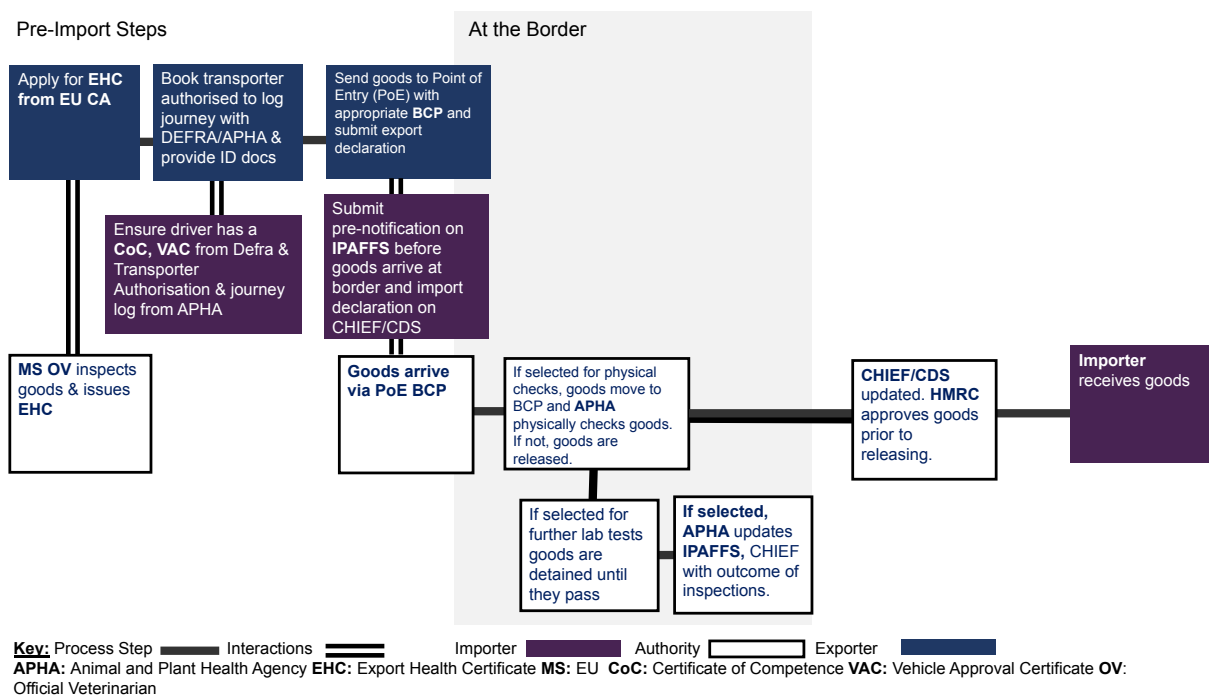 Pre-Import Steps
At the Border
Apply for EHC
from EU CA
Book transporter
authorised to log
journey with
DEFRA/APHA &
provide ID docs
Send goods to Point of
Entry (PoE) with
appropriate BCP and
submit export
declaration
Ensure driver has a
CoC, VAC from Defra &
Transporter
Authorisation & journey
log from APHA
Submit
pre-notification on
IPAFFS before
goods arrive at
border and import
declaration on
CHIEF/CDS
MS OV inspects
goods & issues
EHC
Goods arrive
via PoE BCP
If selected for physical
checks, goods move to
BCP and APHA
physically checks goods.
If not, goods are
released.
CHIEF/CDS
updated. HMRC
approves goods
prior to
releasing.
Importer
receives goods
If selected for
further lab tests
goods are
detained until
they pass
If selected,
APHA updates
IPAFFS, CHIEF
with outcome of
inspections.
Key: Process Step Interactions Importer Authority Exporter
APHA: Animal and Plant Health Agency EHC: Export Health Certificate MS: EU CoC: Certificate of Competence VAC: Vehicle Approval Certificate OV:
Official Veterinarian